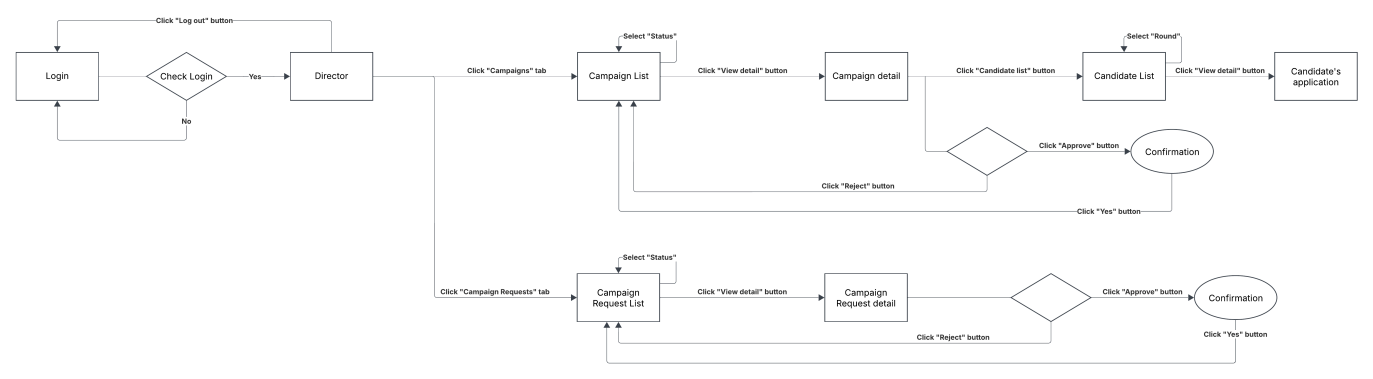 Click "Log out" button
Login
Check Login
Yes
Director
No
Click "Campaigns" tab
Select "Status"
Campaign List
Click "View detail" button
Campaign detail
Click "Candidate list" button
Select "Round"
Candidate List
Click "View detail" button
Candidate's
application
Click "Approve" button
Confirmation
Click "Reject" button
Click "Yes" button
Click "Campaign Requests" tab
Select "Status"
Campaign
Request List
Click "View detail" button
Campaign
Request detail
Click "Approve" button
Confirmation
Click "Reject" button
Click "Yes" button